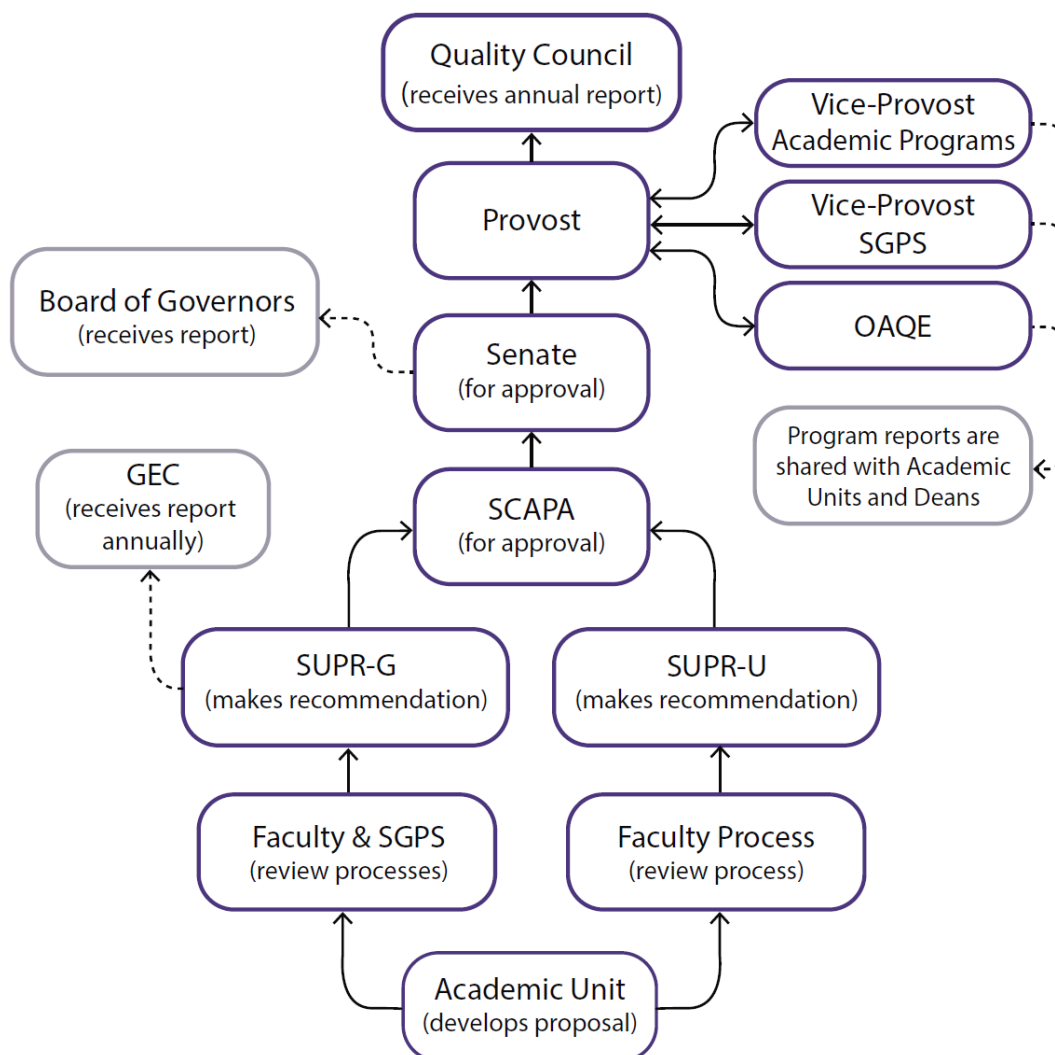 Quality Council
(receives annual report)
Vice-Provost
Academic Programs
Provost
Vice-Provost
SGPS
Board of Governors
(receives report)
OAQE
Senate
(for approval)
Program reports are
shared with Academic
Units and Deans
GEC
(receives report
annually)
SCAPA
(for approval)
SUPR-G
(makes recommendation)
SUPR-U
(makes recommendation)
Faculty & SGPS
(review processes)
Faculty Process
(review process)
Academic Unit
(develops proposal)